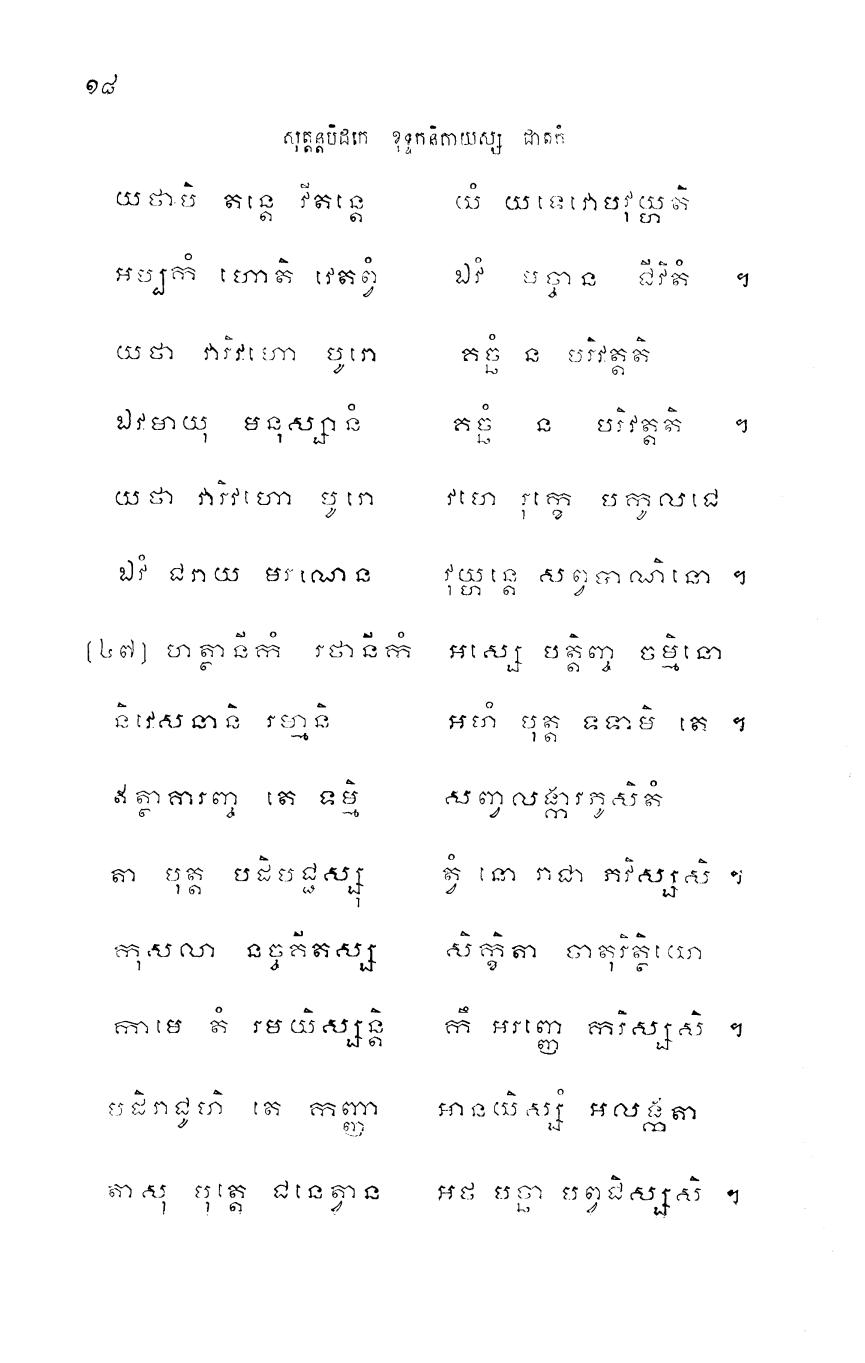 ១៨
សុត្តន្តបិដកេ ខុទ្ទកនិកាយស្ស ជាតកំ
យថាបិ តន្តេ វីតន្តេ យំ យទេវោបវុយ្ហតិ
អប្បកំ ហោតិ វេតព្វំ ឯវំ មច្ចាន ជីវិតំ ៗ
យថា វារិវហោ បូរោ គច្ឆំ ន បរិវត្តតិ
ឯវមាយុ មនុស្សានំ គច្ឆំ ន បរិវត្តតិ ៗ
យថា វារិវហោ បូរោ វហេ រុក្ខេ បកូលជេ
ឯវំ ជរាយ មរណេន វុយ្ហន្តេ សព្វបាណិនោ ៗ
[៤៧] ហត្ថានីកំ រថានីកំ អស្សេ បត្តិញ្ច ចម្មិនោ
និវេសនានិ រម្មានិ អហំ បុត្ត ទទាមិ តេ ៗ
ឥត្ថាគារញ្ច តេ ទម្មិ សព្វាលង្ការភូសិតំ
តា បុត្ត បដិបជ្ជស្សុ ត្វំ នោ រាជា ភវិស្សសិ ៗ
កុសលា នច្ចគីតស្ស សិក្ខិតា ចាតុរិត្ថិយោ
កាមេ តំ រមយិស្សន្តិ កឹ អរញ្ញេ ករិស្សសិ ៗ
បដិរាជូហិ តេ កញ្ញា អានយិស្សំ អលង្កតា
តាសុ បុត្តេ ជនេត្វាន អថ បច្ឆា បព្វជិស្សសិ ៗ